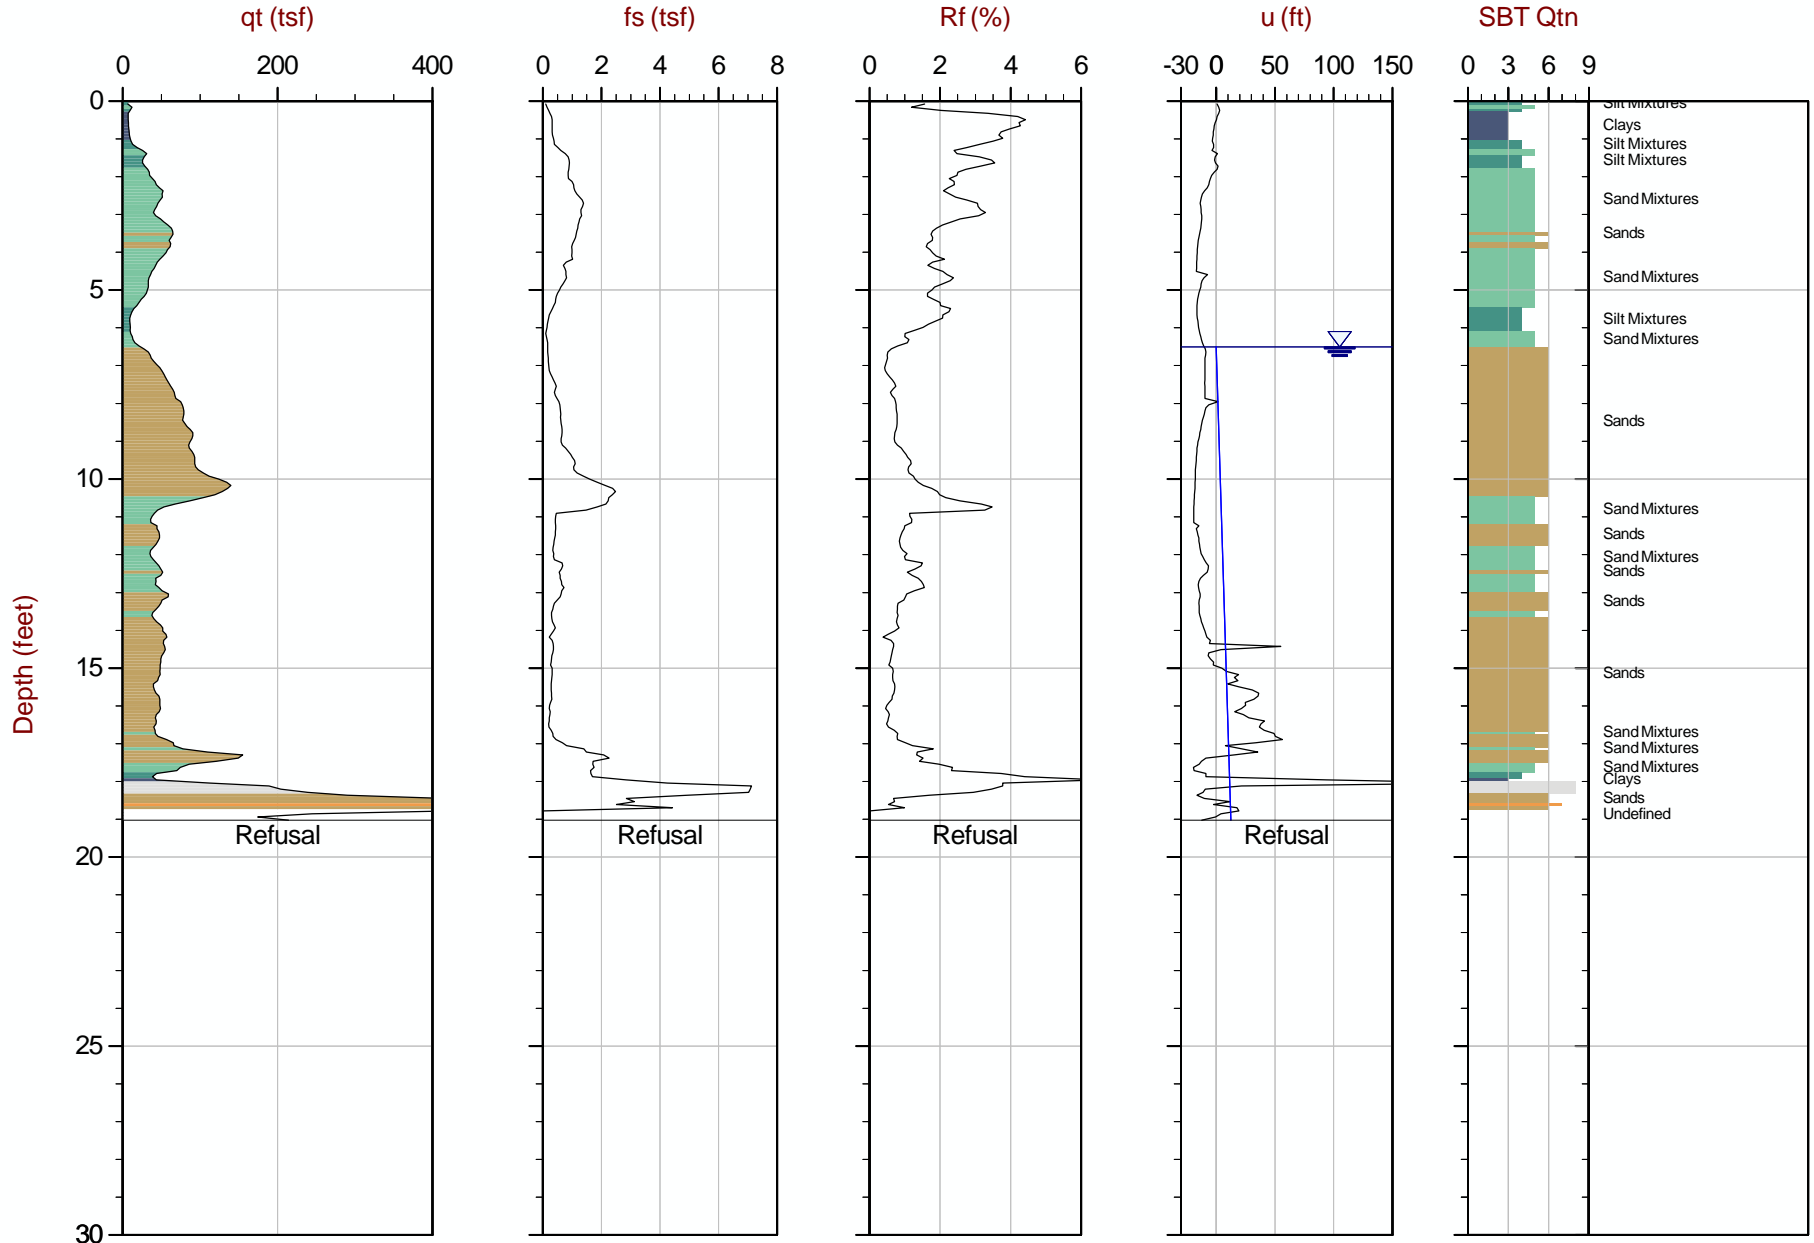 qt (tsf) fs (tsf) Rf (%) u (ft) SBT Qtn
0 200 400 0 2 4 6 8 0 2 4 6 -30 0 50 100 150 0 3 6 9
0
Silt Mixtures
Clays
Silt Mixtures
Silt Mixtures
Sand Mixtures
Sands
Sand Mixtures
5
Silt Mixtures
Sand Mixtures
Sands
10
Sand Mixtures
Sands
Sand Mixtures
Sands
Sands
Depth (feet)
15
Sands
Sand Mixtures
Sand Mixtures
Sand Mixtures
Clays
Sands
Undefined
Refusal Refusal Refusal Refusal
20
25
30